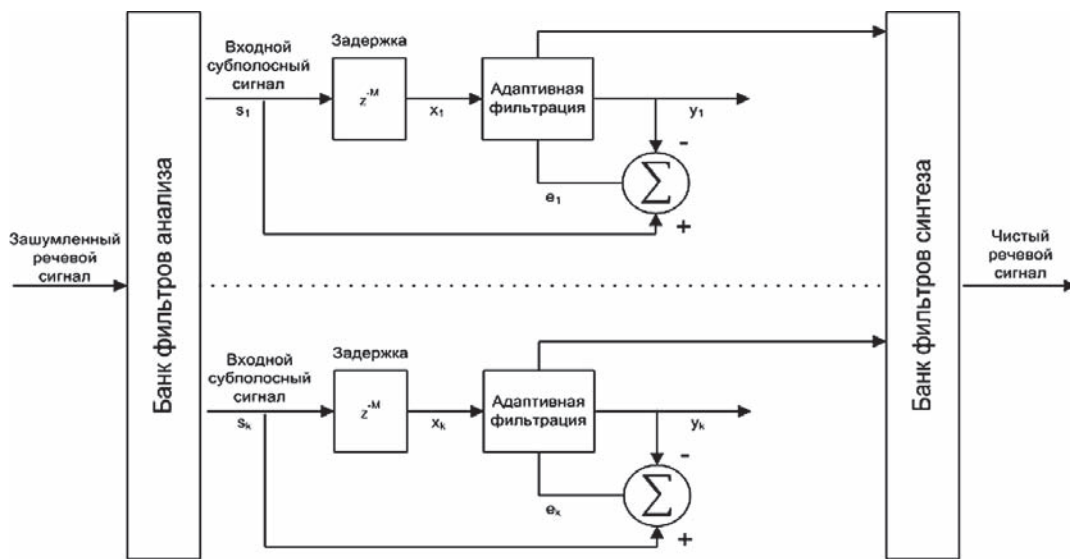 Банк фильтров анализа
Зашумленный
речевой
сигнал
Входной
субполосный
сигнал
s1
Задержка
z-M
x1
Адаптивная
фильтрация
y1
-
Σ
+
e1
Входной
субполосный
сигнал
sk
Задержка
z-M
xk
Адаптивная
фильтрация
yk
-
Σ
+
ek
Банк фильтров синтеза
Чистый
речевой
сигнал